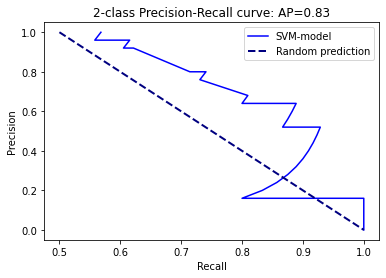 2-class Precision-Recall curve: AP=0.83
SVM-model
Random prediction
Precision
1.0
0.8
0.6
0.4
0.2
0.0
0.5 0.6 0.7 0.8 0.9 1.0
Recall